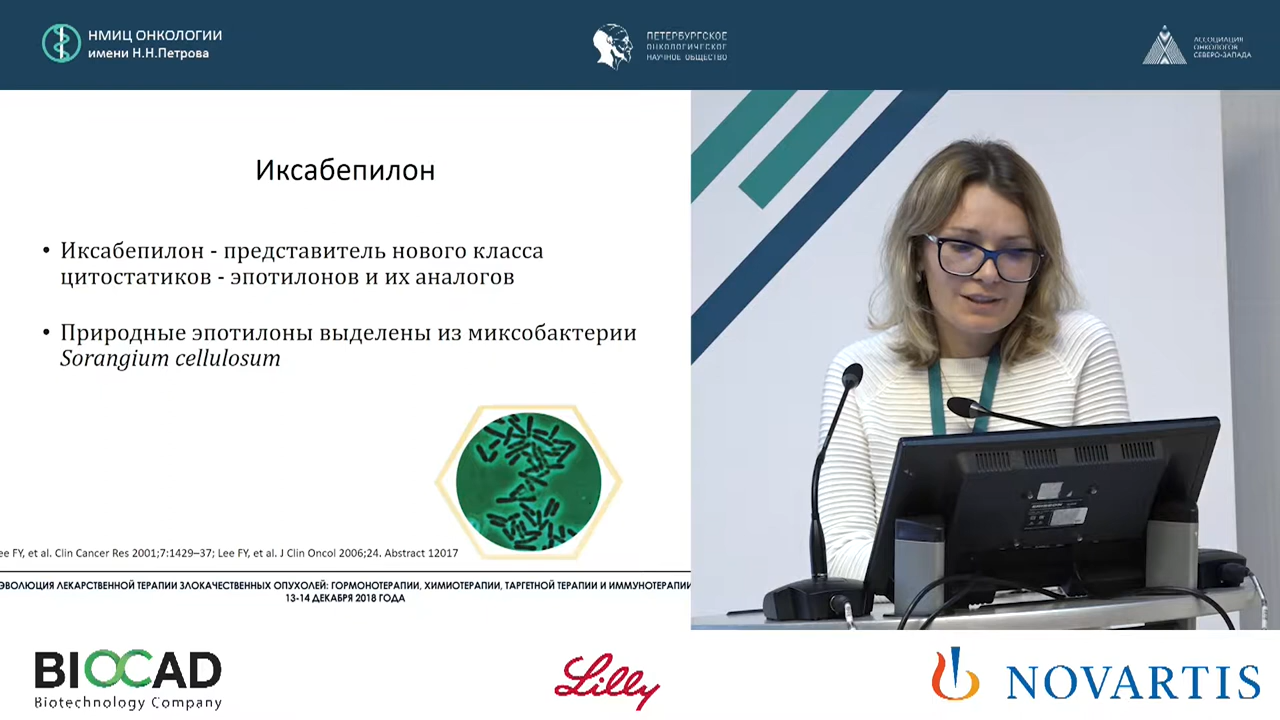 НМИЦ ОНКОЛОГИИ
имени Н.Н.Петрова
ПЕТЕРБУРГСКОЕ
ОНКОЛОГИЧЕСКОЕ
НАУЧНОЕ ОБЩЕСТВО
АССОЦИАЦИЯ
ОНКОЛОГОВ
СЕВЕРО-ЗАПАДА
Иксабепилон
• Иксабепилон - представитель нового класса
цитостатиков - эпотилонов и их аналогов
• Природные эпотилоны выделены из миксобактерии
Sorangium cellulosum
ee FY, et al. Clin Cancer Res 2001;7:1429–37; Lee FY, et al. J Clin Oncol 2006;24. Abstract 12017
ЭВОЛЮЦИЯ ЛЕКАРСТВЕННОЙ ТЕРАПИИ ЗЛОКАЧЕСТВЕННЫХ ОПУХОЛЕЙ: ГОРМОНОТЕРАПИИ, ХИМИОТЕРАПИИ, ТАРГЕТНОЙ ТЕРАПИИ И ИММУНОТЕРАПИИ
13-14 ДЕКАБРЯ 2018 ГОДА
BIOCAD
Biotechnology Company
Lilly
NOVARTIS